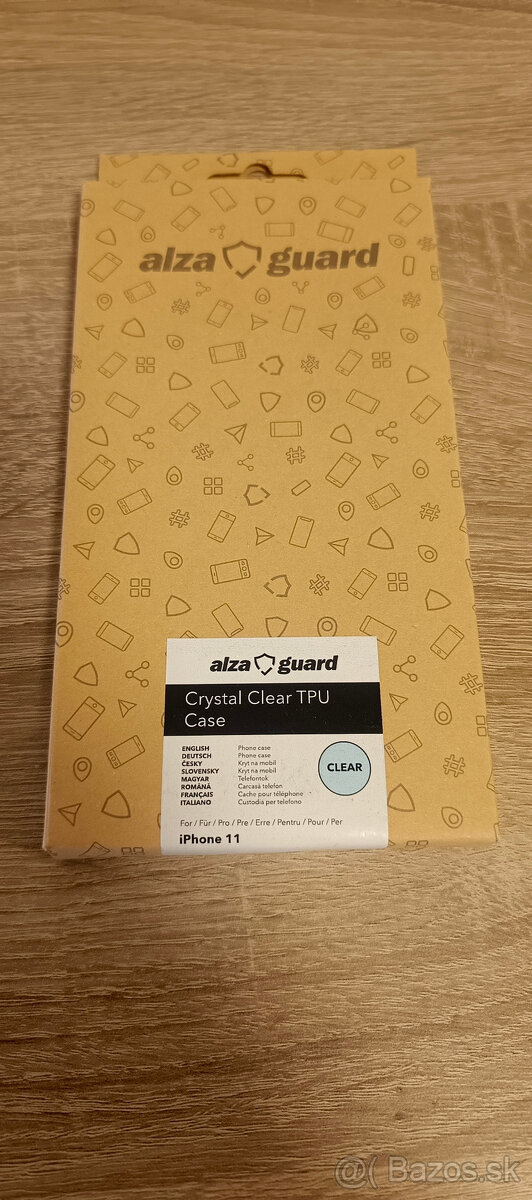 alza guard
alza guard
Crystal Clear TPU
Case
ENGLISH Phone case
DEUTSCH Phone case
ČESKY Kryt na mobil
SLOVENSKY Kryt na mobil
MAGYAR Telefontok
ROMÂNĂ Carcasă telefon
FRANÇAIS Cache pour téléphone
ITALIANO Custodia per telefono
CLEAR
For / Für / Pro / Pre / Erre / Pentru / Pour / Per
iPhone 11
@( Bazos.sk